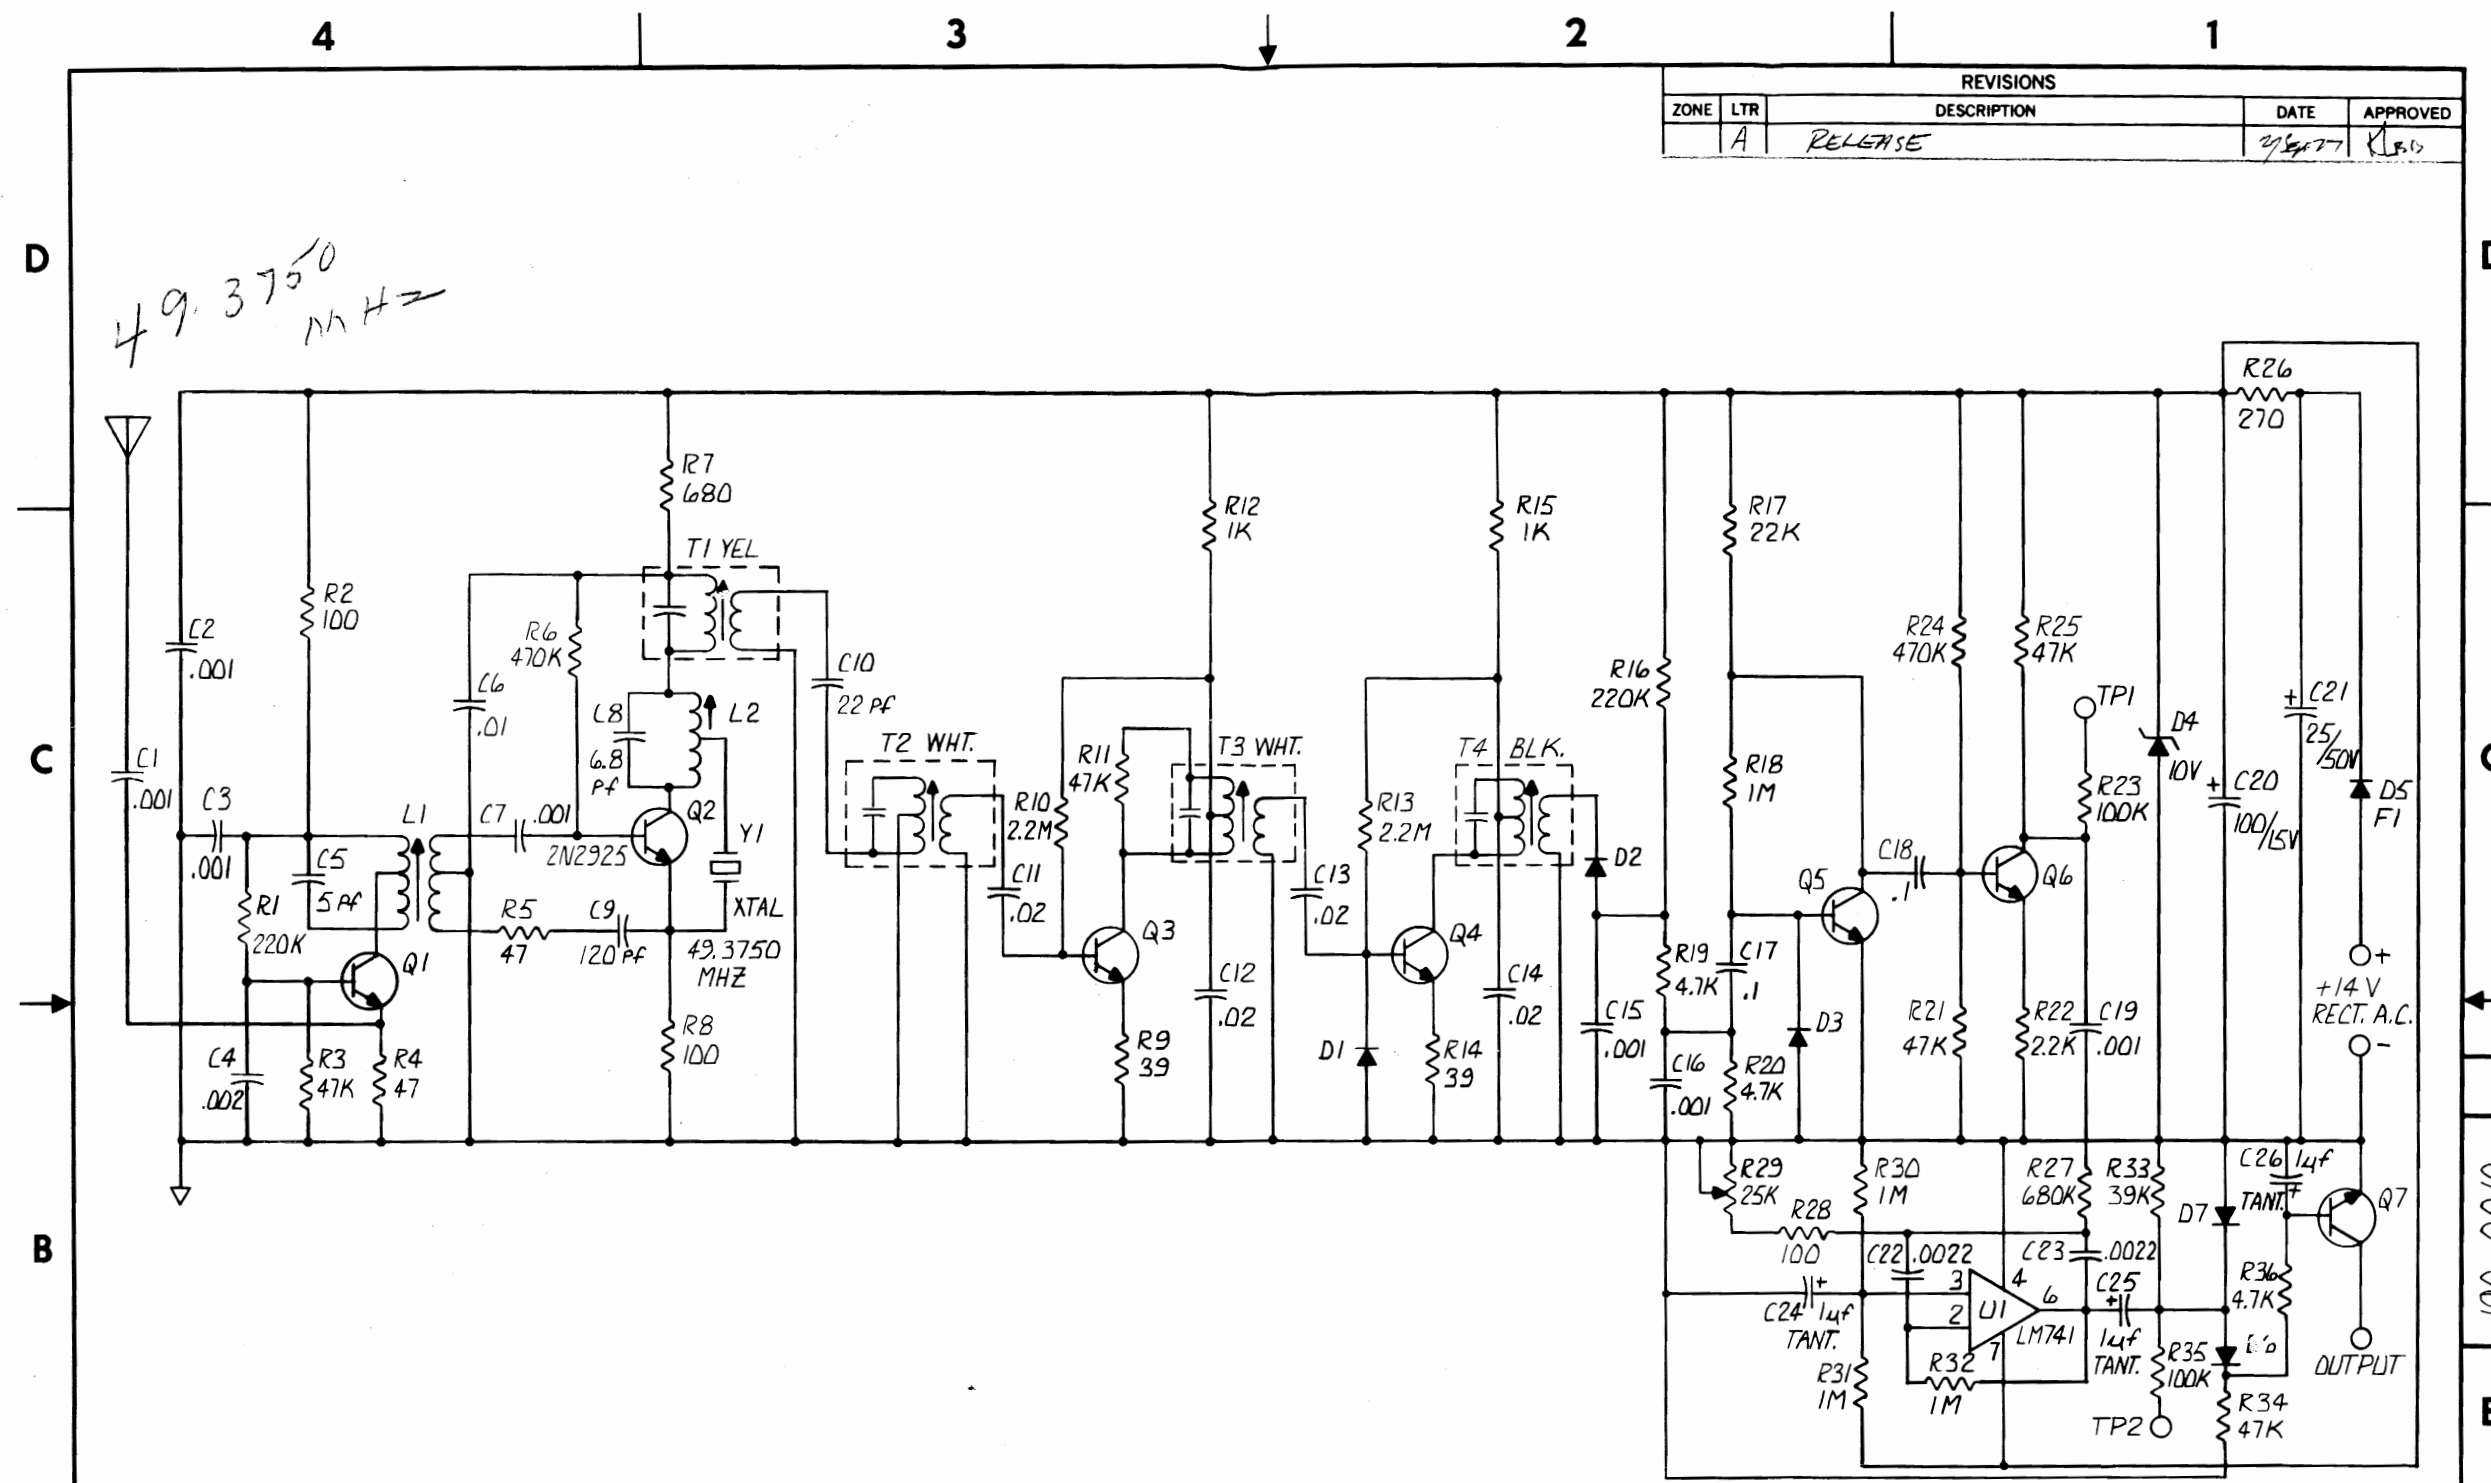 4 3 2 1
REVISIONS
ZONE LTR DESCRIPTION DATE APPROVED
A RELEASE
D
49.3750
MHZ
R26
270
R7
680
R12
1K
R15
1K
R17
22K
T1 YEL
R2
100
R6
470K
R24
470K
R25
47K
C2
.001
C10
22 Pf
R16
220K
C6
.01
C8
6.8
Pf
L2
TP1
D4
10V
+ C21
25/50V
C
C1
.001
T2 WHT.
R11
47K
T3 WHT.
T4 BLK.
R18
1M
R23
100K
+ C20
100/15V
D5
F1
C3
.001
L1
C7 .001
2N2925
Q2
Y1
R10
2.2M
R13
2.2M
C5
5 Pf
D2
C18
.1
Q6
R1
220K
R5
47
C9
120 Pf
XTAL
49.3750
MHZ
C11
.02
C13
.02
Q5
Q1
Q3
Q4
R19
4.7K
C17
.1
+
+14V
RECT. A.C.
-
C12
.02
C14
.02
C15
.001
D3
R21
47K
R22
2.2K
C19
.001
C4
.002
R3
47K
R4
47
R8
100
R9
39
D1
R14
39
C16
.001
R20
4.7K
R29
25K
R30
1M
R27
680K
R33
39K
C26 1µf
TANT. +
D7
Q7
B
R28
100
C22 .0022
C23 .0022
R36
4.7K
C24 +
1µf
TANT.
3
2
U1
4
6
7
LM741
C25
+
1µf
TANT.
OUTPUT
R31
1M
R32
1M
R35
100K
R34
47K
TP2